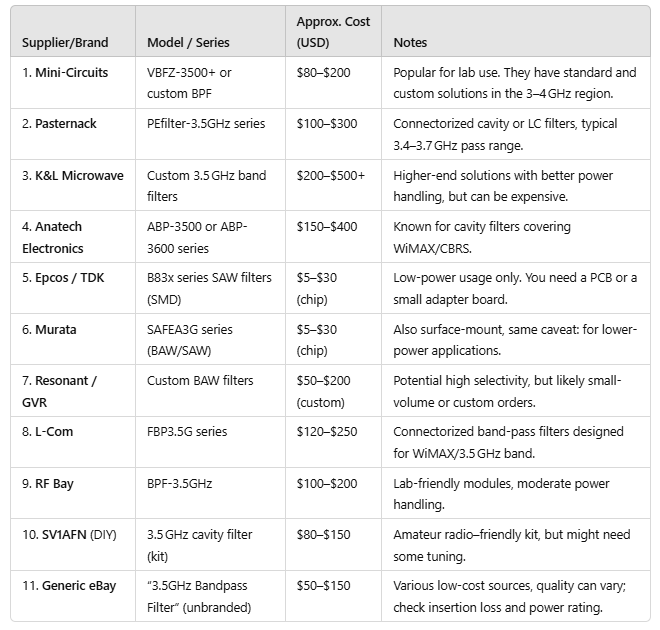 Supplier/Brand
Model / Series
Approx. Cost
(USD)
Notes
1. Mini-Circuits
VBFZ-3500+ or
custom BPF
$80–$200
Popular for lab use. They have standard and
custom solutions in the 3–4 GHz region.
2. Pasternack
PEfilter-3.5GHz series
$100–$300
Connectorized cavity or LC filters, typical
3.4–3.7 GHz pass range.
3. K&L Microwave
Custom 3.5 GHz band
filters
$200–$500+
Higher-end solutions with better power
handling, but can be expensive.
4. Anatech
Electronics
ABP-3500 or ABP-
3600 series
$150–$400
Known for cavity filters covering
WiMAX/CBRS.
5. Epcos / TDK
B83x series SAW filters
(SMD)
$5–$30
(chip)
Low-power usage only. You need a PCB or a
small adapter board.
6. Murata
SAFEA3G series
(BAW/SAW)
$5–$30
(chip)
Also surface-mount, same caveat: for lower-
power applications.
7. Resonant /
GVR
Custom BAW filters
$50–$200
(custom)
Potential high selectivity, but likely small-
volume or custom orders.
8. L-Com
FBP3.5G series
$120–$250
Connectorized band-pass filters designed
for WiMAX/3.5 GHz band.
9. RF Bay
BPF-3.5GHz
$100–$200
Lab-friendly modules, moderate power
handling.
10. SV1AFN (DIY)
3.5 GHz cavity filter
(kit)
$80–$150
Amateur radio–friendly kit, but might need
some tuning.
11. Generic eBay
“3.5GHz Bandpass
Filter” (unbranded)
$50–$150
Various low-cost sources, quality can vary;
check insertion loss and power rating.